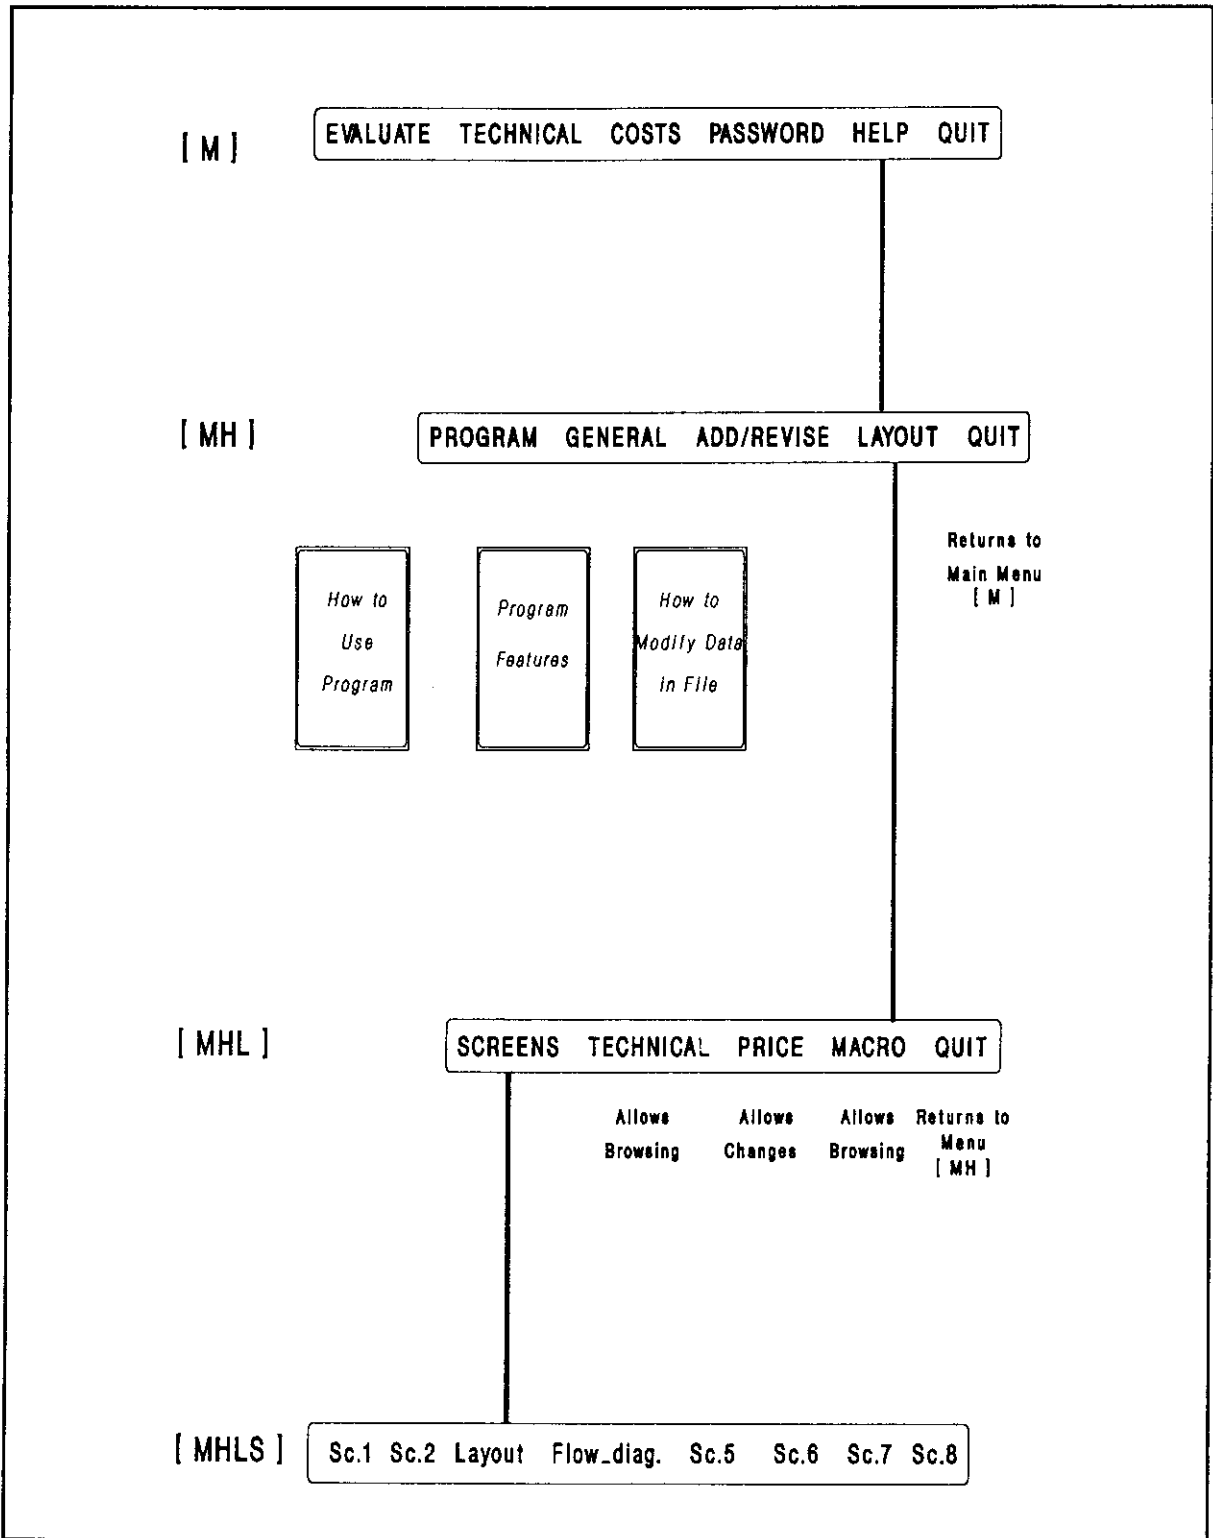 [ M ] EVALUATE TECHNICAL COSTS PASSWORD HELP QUIT
[ MH ] PROGRAM GENERAL ADD/REVISE LAYOUT QUIT
How to
Use
Program
Program
Features
How to
Modify Data
in File
Returns to
Main Menu
[ M ]
[ MHL ] SCREENS TECHNICAL PRICE MACRO QUIT
Allows
Browsing
Allows
Changes
Allows
Browsing
Returns to
Menu
[ MH ]
[ MHLS ] Sc.1 Sc.2 Layout Flow_diag. Sc.5 Sc.6 Sc.7 Sc.8